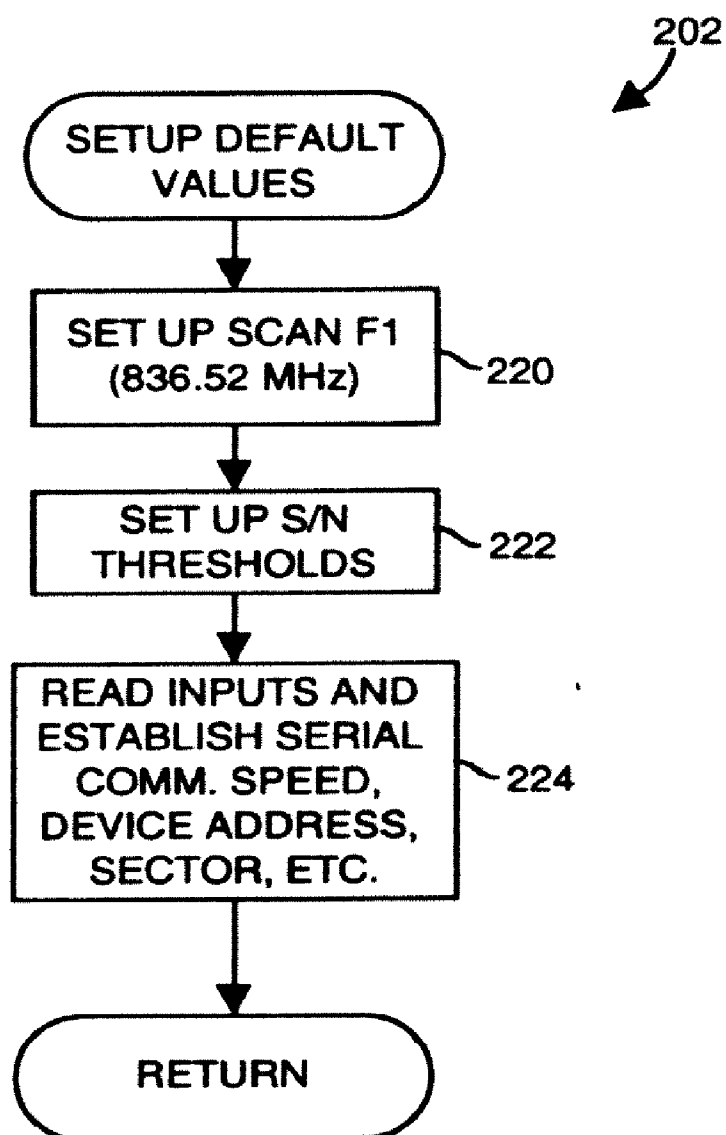 202
SETUP DEFAULT
VALUES
SET UP SCAN F1
(836.52 MHz)
220
SET UP S/N
THRESHOLDS
222
READ INPUTS AND
ESTABLISH SERIAL
COMM. SPEED,
DEVICE ADDRESS,
SECTOR, ETC.
224
RETURN